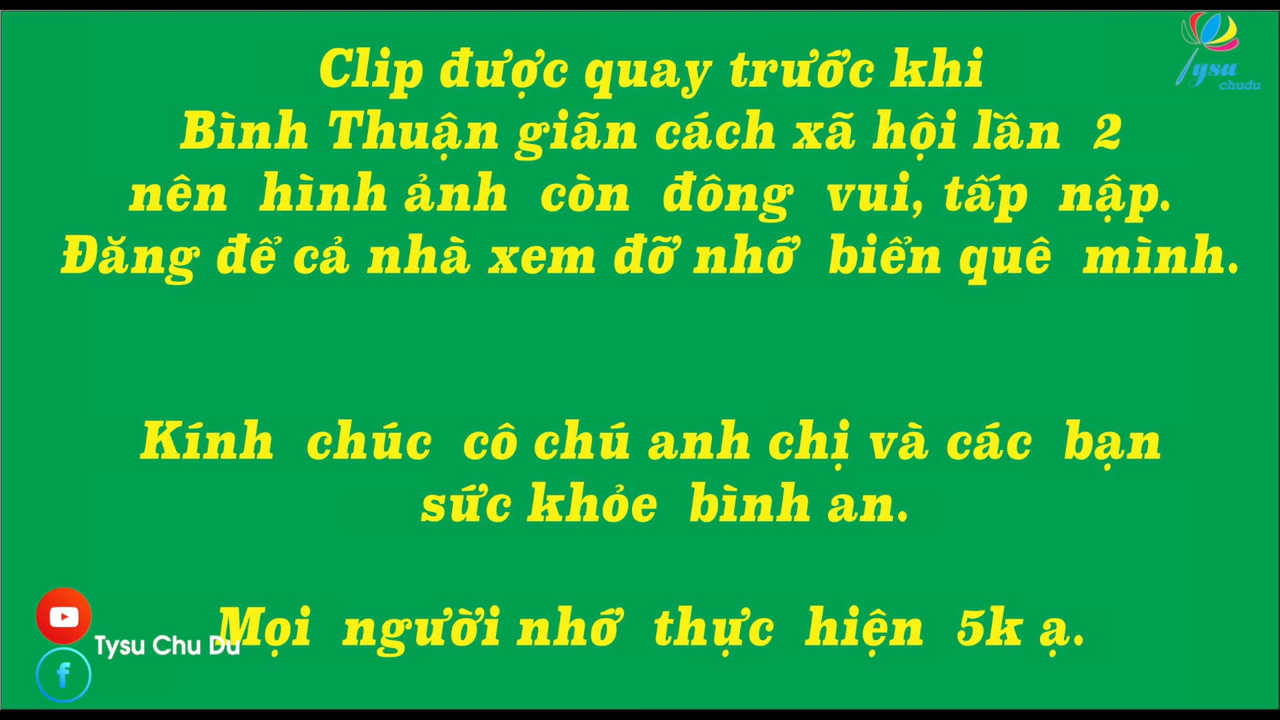 Clip được quay trước khi
Bình Thuận giãn cách xã hội lần 2
nên hình ảnh còn đông vui, tấp nập.
Đăng để cả nhà xem đỡ nhớ biển quê mình.
Kính chúc cô chú anh chị và các bạn
sức khỏe bình an.
Mọi người nhớ thực hiện 5k ạ.
Tysu Chu Du
Tysu
chudu